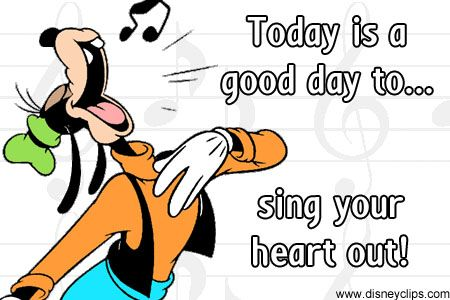 Today is a
good day to...
sing your
heart out!
www.disneyclips.com